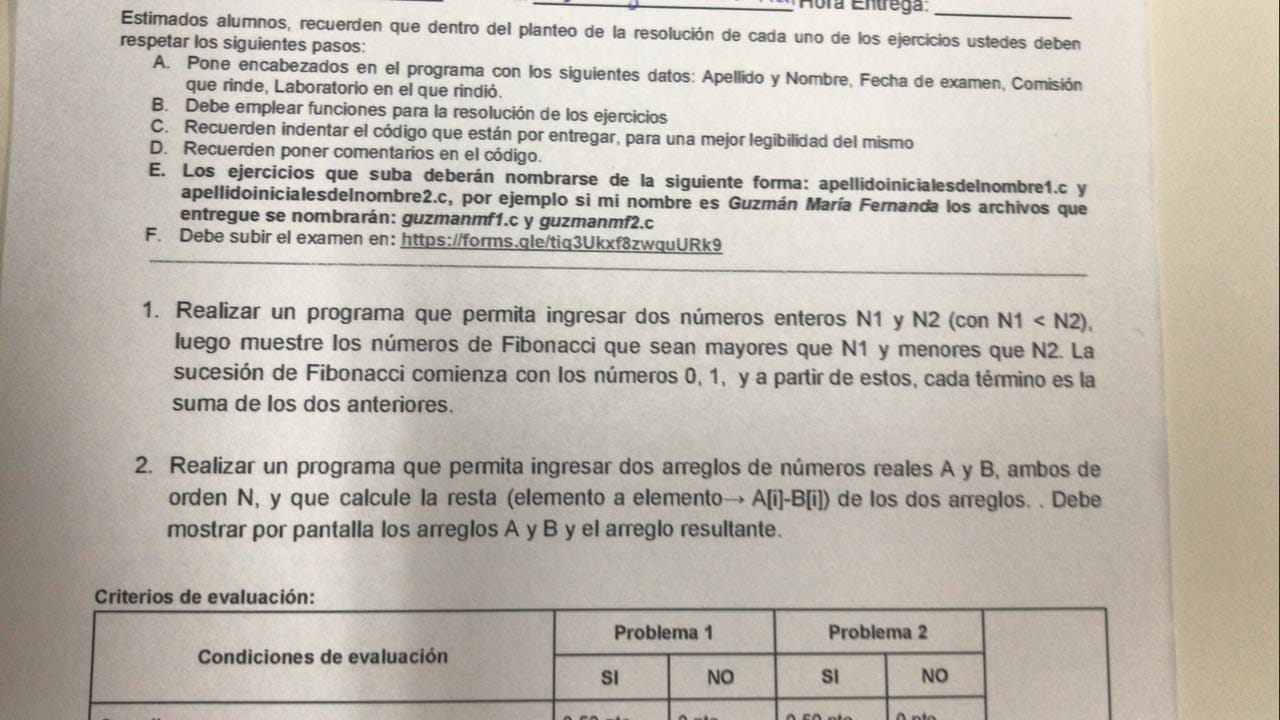 Hora Entrega:
Estimados alumnos, recuerden que dentro del planteo de la resolución de cada uno de los ejercicios ustedes deben
respetar los siguientes pasos:
A. Pone encabezados en el programa con los siguientes datos: Apellido y Nombre, Fecha de examen, Comisión
que rinde, Laboratorio en el que rindió.
B. Debe emplear funciones para la resolución de los ejercicios
C. Recuerden indentar el código que están por entregar, para una mejor legibilidad del mismo
D. Recuerden poner comentarios en el código.
E. Los ejercicios que suba deberán nombrarse de la siguiente forma: apellidoinicialesdelnombre1.c y
apellidoinicialesdelnombre2.c, por ejemplo si mi nombre es Guzmán María Fernanda los archivos que
entregue se nombrarán: guzmanmf1.c y guzmanmf2.c
F. Debe subir el examen en: https://forms.gle/tiq3Ukxf8zwquURk9
1. Realizar un programa que permita ingresar dos números enteros N1 y N2 (con N1 < N2),
luego muestre los números de Fibonacci que sean mayores que N1 y menores que N2. La
sucesión de Fibonacci comienza con los números 0, 1, y a partir de estos, cada término es la
suma de los dos anteriores.
2. Realizar un programa que permita ingresar dos arreglos de números reales A y B, ambos de
orden N, y que calcule la resta (elemento a elemento→ A[i]-B[i]) de los dos arreglos. . Debe
mostrar por pantalla los arreglos A y B y el arreglo resultante.
Criterios de evaluación:
Condiciones de evaluación
Problema 1
Problema 2
SI
NO
SI
NO